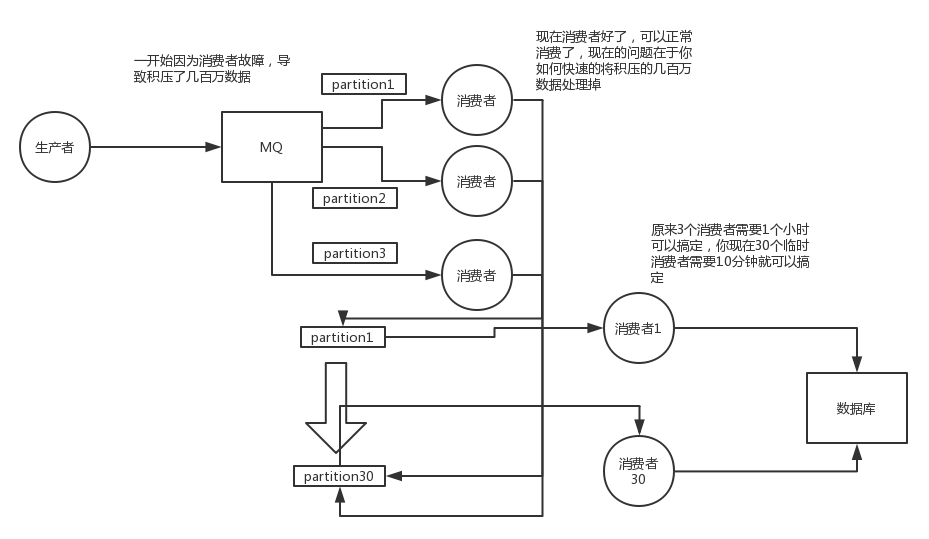 一开始因为消费者故障，导
致积压了几百万数据
现在消费者好了，可以正常
消费了，现在的问题在于你
如何快速的将积压的几百万
数据处理掉
partition1
消费者
生产者
MQ
消费者
partition2
partition3
消费者
原来3个消费者需要1个小时
可以搞定，你现在30个临时
消费者需要10分钟就可以搞
定
partition1
消费者1
数据库
partition30
消费者
30